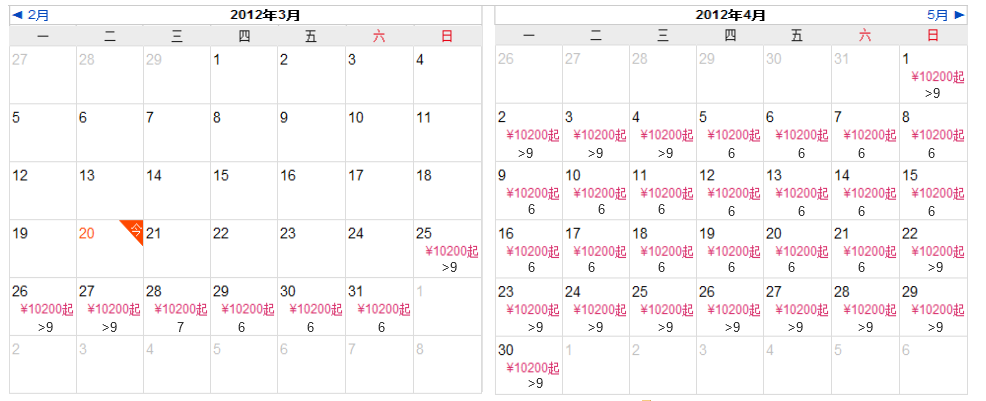 ◄ 2月 2012年3月
一 二 三 四 五 六 日
27 28 29 1 2 3 4
5 6 7 8 9 10 11
12 13 14 15 16 17 18
今
19 20 21 22 23 24 25
¥10200起
>9
26 27 28 29 30 31 1
¥10200起 ¥10200起 ¥10200起 ¥10200起 ¥10200起 ¥10200起
>9 >9 7 6 6 6
2 3 4 5 6 7 8
2012年4月 5月 ►
一 二 三 四 五 六 日
26 27 28 29 30 31 1
¥10200起
>9
2 3 4 5 6 7 8
¥10200起 ¥10200起 ¥10200起 ¥10200起 ¥10200起 ¥10200起 ¥10200起
>9 >9 >9 6 6 6 6
9 10 11 12 13 14 15
¥10200起 ¥10200起 ¥10200起 ¥10200起 ¥10200起 ¥10200起 ¥10200起
6 6 6 6 6 6 6
16 17 18 19 20 21 22
¥10200起 ¥10200起 ¥10200起 ¥10200起 ¥10200起 ¥10200起 ¥10200起
6 6 6 6 6 6 >9
23 24 25 26 27 28 29
¥10200起 ¥10200起 ¥10200起 ¥10200起 ¥10200起 ¥10200起 ¥10200起
>9 >9 >9 >9 >9 >9 >9
30 1 2 3 4 5 6
¥10200起
>9